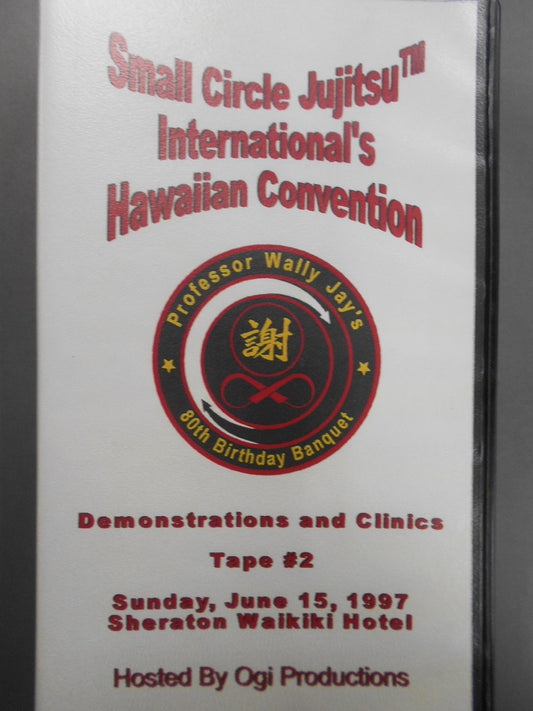 Small Circle Jujitsu™
International's
Hawaiian Convention
Professor Wally Jay's
謝
80th Birthday Banquet
Demonstrations and Clinics
Tape #2
Sunday, June 15, 1997
Sheraton Waikiki Hotel
Hosted By Ogi Productions